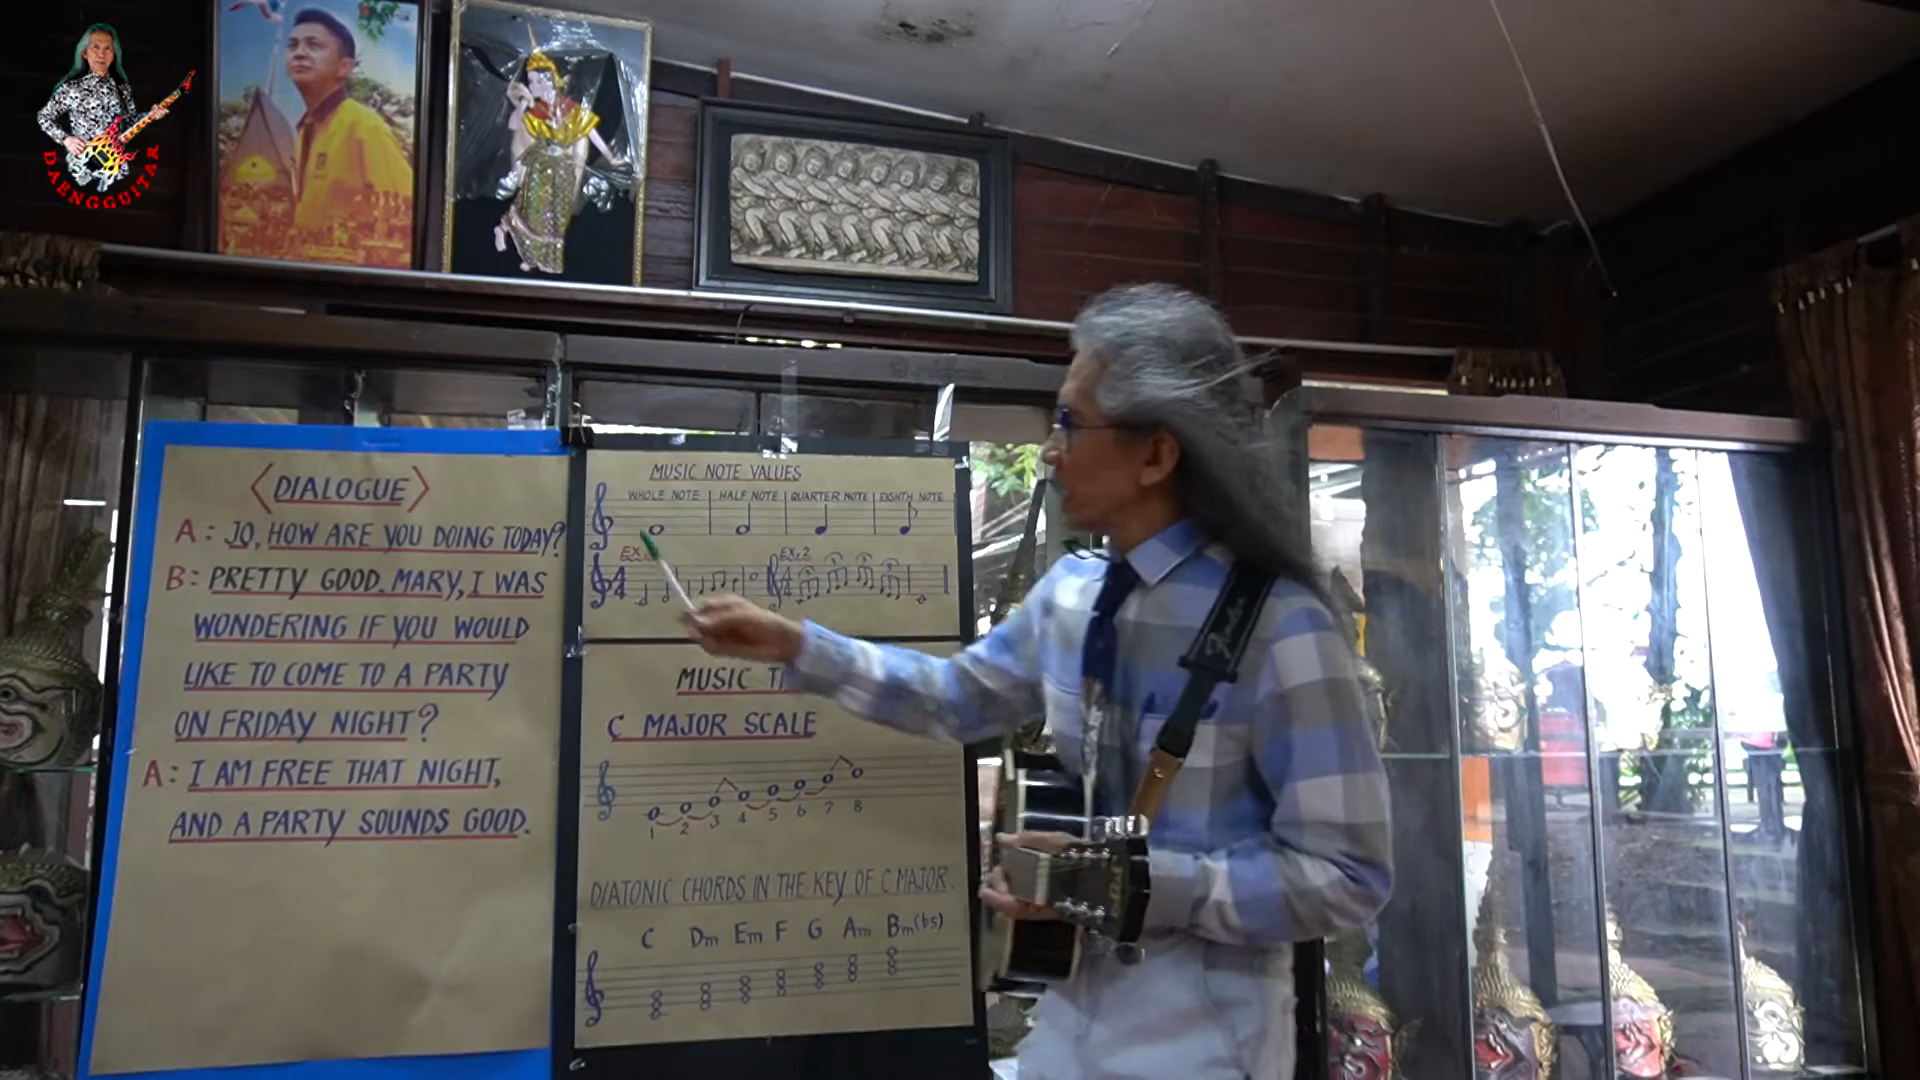 DAENGGUITAR
<DIALOGUE>
A: JO, HOW ARE YOU DOING TODAY?
B: PRETTY GOOD. MARY, I WAS
WONDERING IF YOU WOULD
LIKE TO COME TO A PARTY
ON FRIDAY NIGHT?
A: I AM FREE THAT NIGHT,
AND A PARTY SOUNDS GOOD.
MUSIC NOTE VALUES
WHOLE NOTE HALF NOTE QUARTER NOTE EIGHTH NOTE
EX. EX.2
MUSIC
C MAJOR SCALE
1 2 3 4 5 6 7 8
DIATONIC CHORDS IN THE KEY OF C MAJOR.
C Dm Em F G Am Bm(b5)
Fender